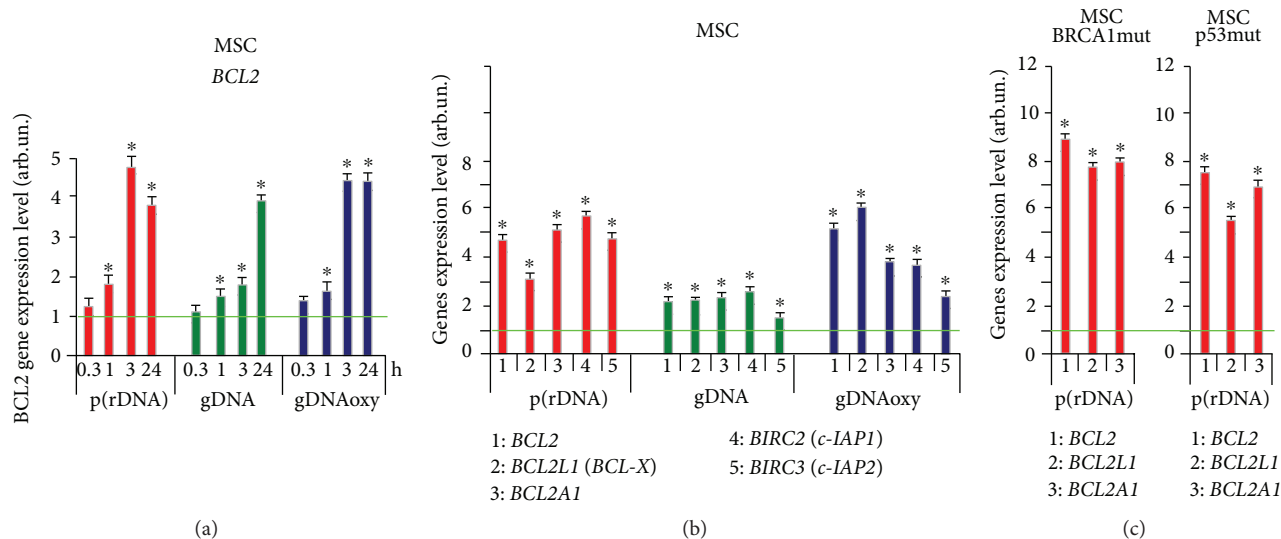 MSC
BCL2
BCL2 gene expression level (arb.un.)
5
4
3
2
1
0
* * * * * * * * *
0.3 1 3 24 0.3 1 3 24 0.3 1 3 24 h
p(rDNA) gDNA gDNAoxy
(a)
MSC
Genes expression level (arb.un.)
8
6
4
2
0
* * * * * * * * * * * * * * *
1 2 3 4 5 1 2 3 4 5 1 2 3 4 5
p(rDNA) gDNA gDNAoxy
1: BCL2
2: BCL2L1 (BCL-X)
3: BCL2A1
4: BIRC2 (c-IAP1)
5: BIRC3 (c-IAP2)
(b)
MSC
BRCA1mut
Genes expression level (arb.un.)
12
10
8
6
4
2
0
* * *
1 2 3
p(rDNA)
1: BCL2
2: BCL2L1
3: BCL2A1
MSC
p53mut
12
10
8
6
4
2
0
* * *
1 2 3
p(rDNA)
1: BCL2
2: BCL2L1
3: BCL2A1
(c)